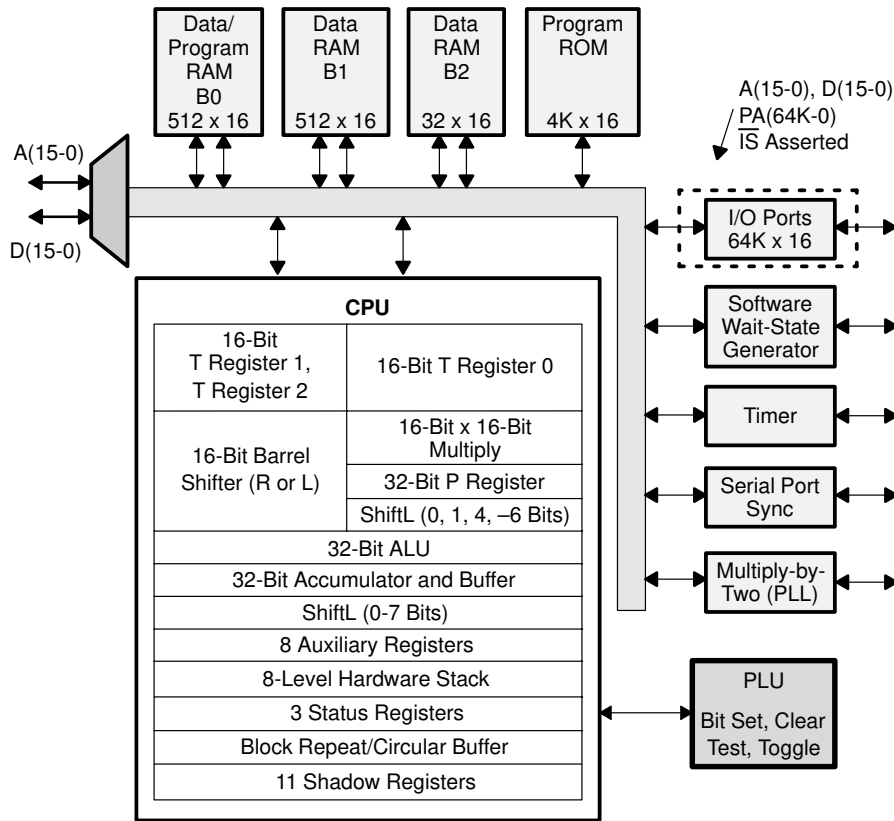 Data/
Program
RAM
B0
512 x 16
Data
RAM
B1
512 x 16
Data
RAM
B2
32 x 16
Program
ROM
4K x 16
A(15-0), D(15-0)
PA(64K-0)
IS Asserted
A(15-0)
D(15-0)
I/O Ports
64K x 16
Software
Wait-State
Generator
Timer
Serial Port
Sync
Multiply-by-
Two (PLL)
CPU
16-Bit
T Register 1,
T Register 2
16-Bit T Register 0
16-Bit Barrel
Shifter (R or L)
16-Bit x 16-Bit
Multiply
32-Bit P Register
ShiftL (0, 1, 4, –6 Bits)
32-Bit ALU
32-Bit Accumulator and Buffer
ShiftL (0-7 Bits)
8 Auxiliary Registers
8-Level Hardware Stack
3 Status Registers
Block Repeat/Circular Buffer
11 Shadow Registers
PLU
Bit Set, Clear
Test, Toggle